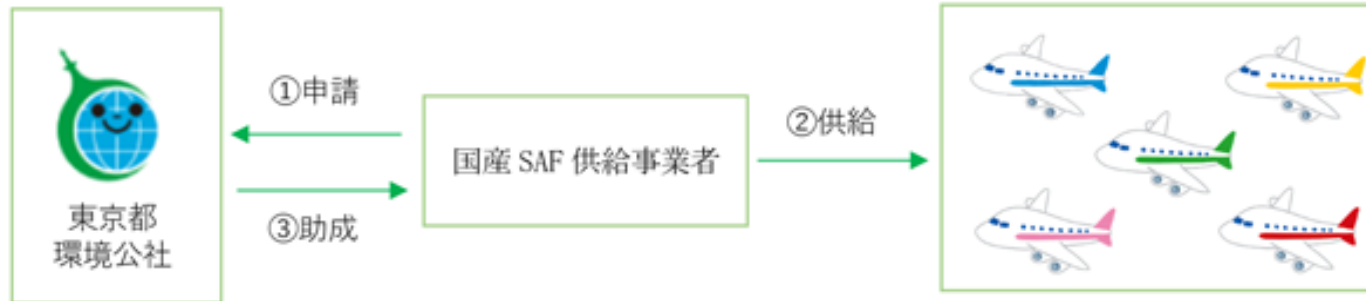 ①申請
②供給
国産 SAF 供給事業者
③助成
東京都
環境公社